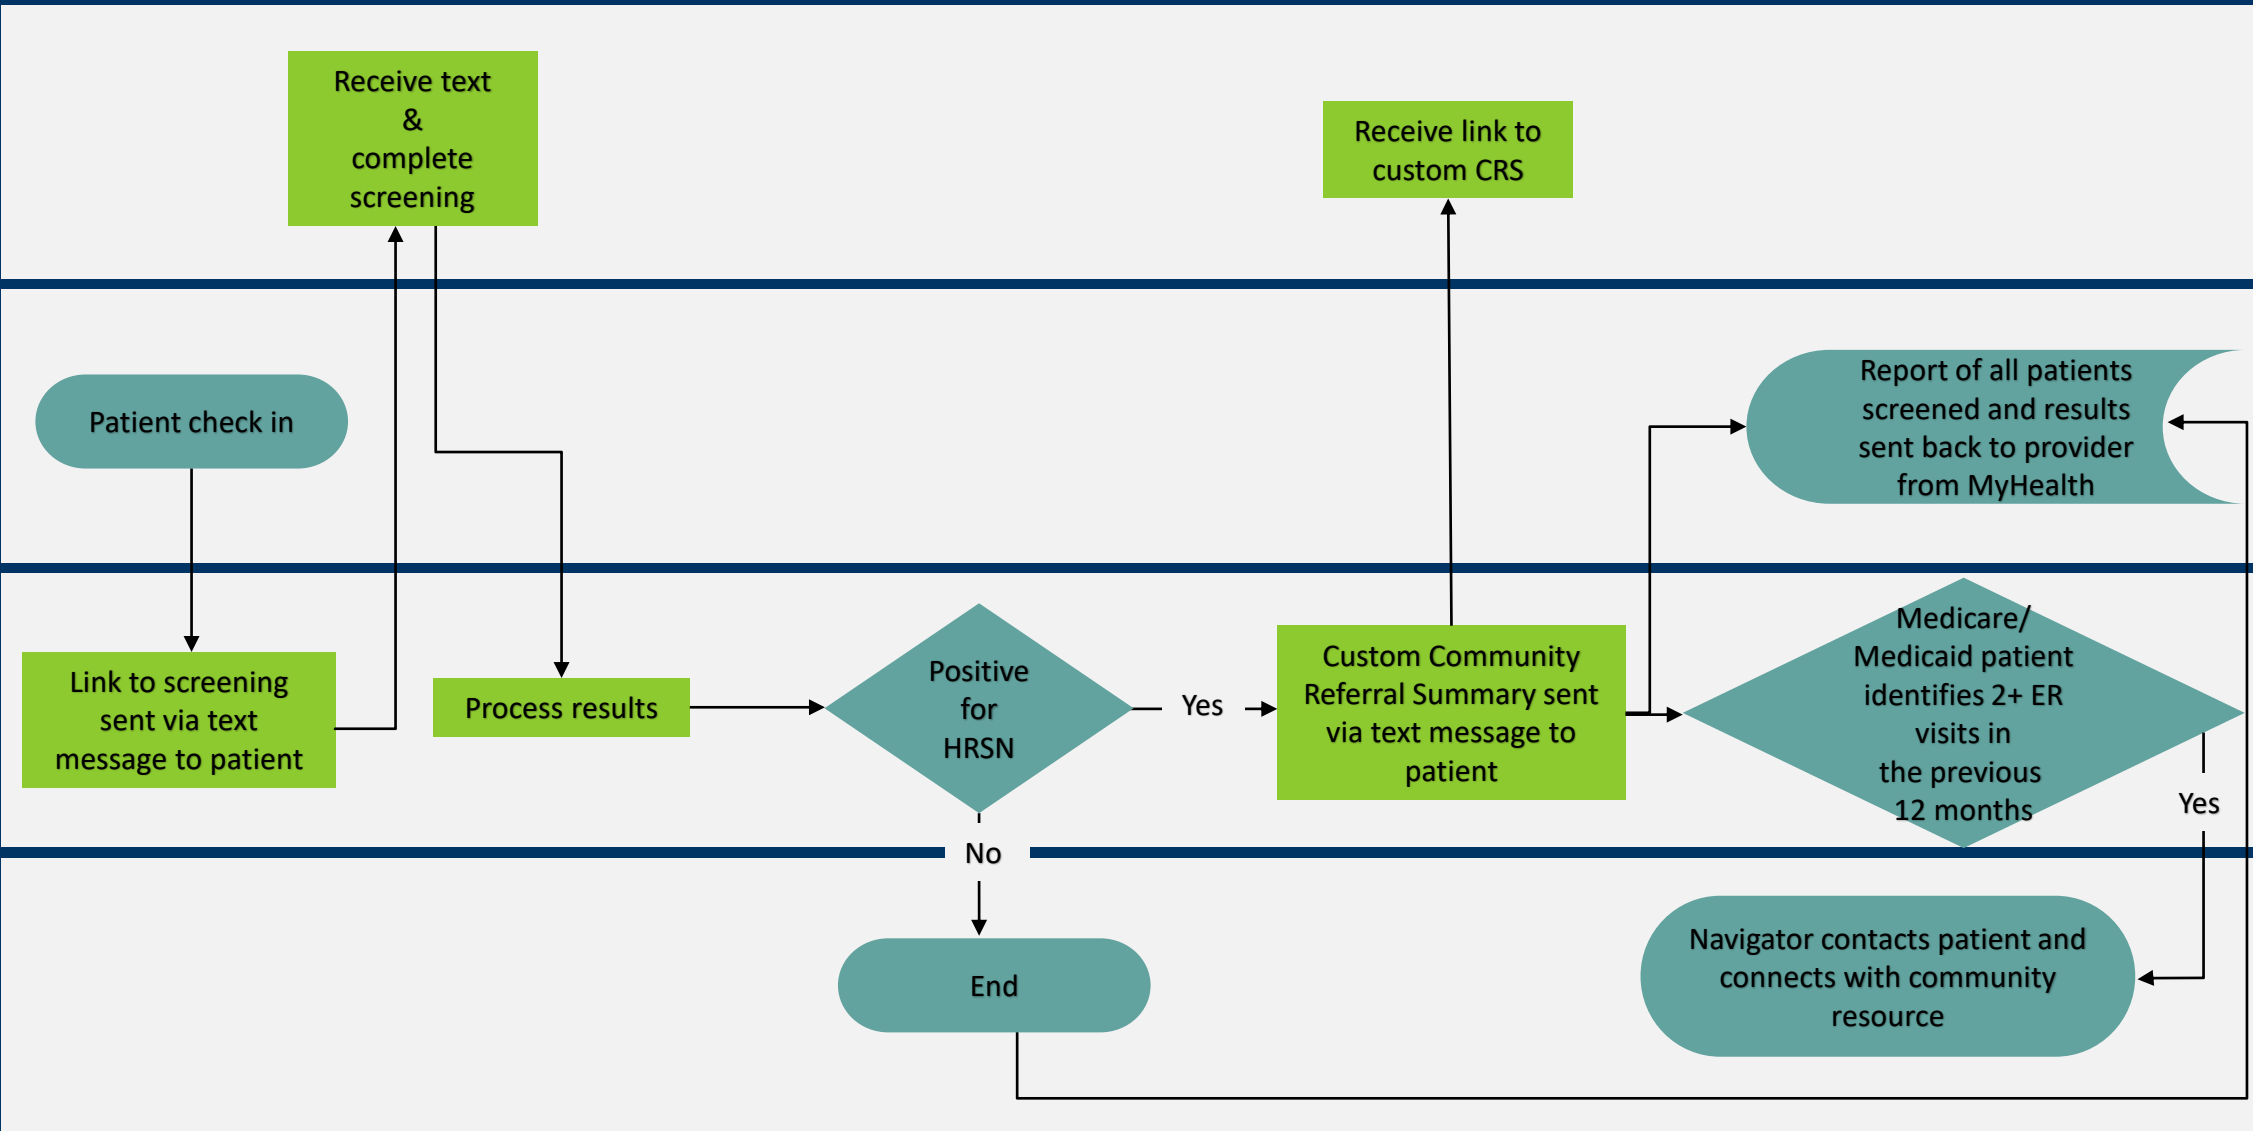 Receive text
&
complete
screening
Receive link to
custom CRS
Patient check in
Report of all patients
screened and results
sent back to provider
from MyHealth
Link to screening
sent via text
message to patient
Process results
Positive
for
HRSN
Yes
Custom Community
Referral Summary sent
via text message to
patient
Medicare/
Medicaid patient
identifies 2+ ER
visits in
the previous
12 months
Yes
No
End
Navigator contacts patient and
connects with community
resource